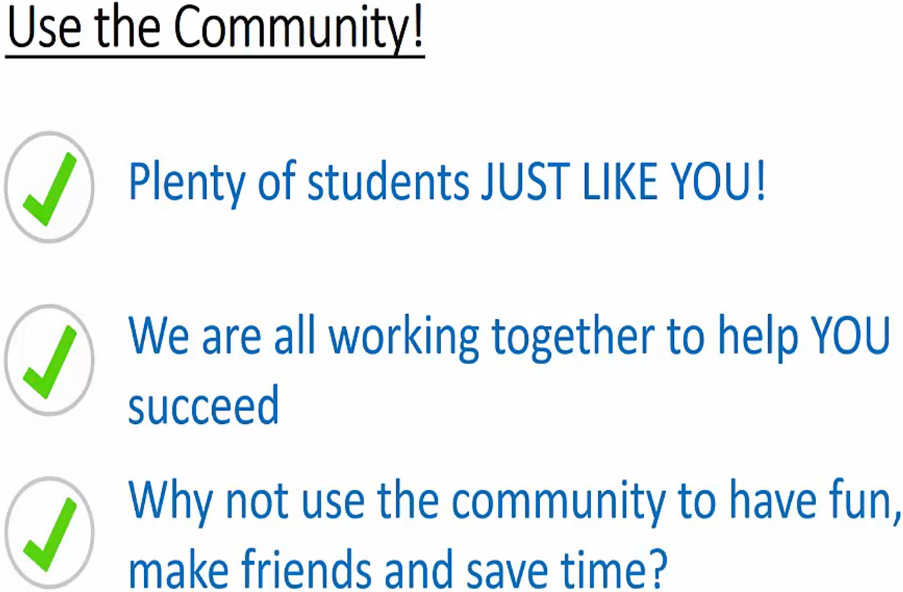 Use the Community!
Plenty of students JUST LIKE YOU!
We are all working together to help YOU
succeed
Why not use the community to have fun,
make friends and save time?